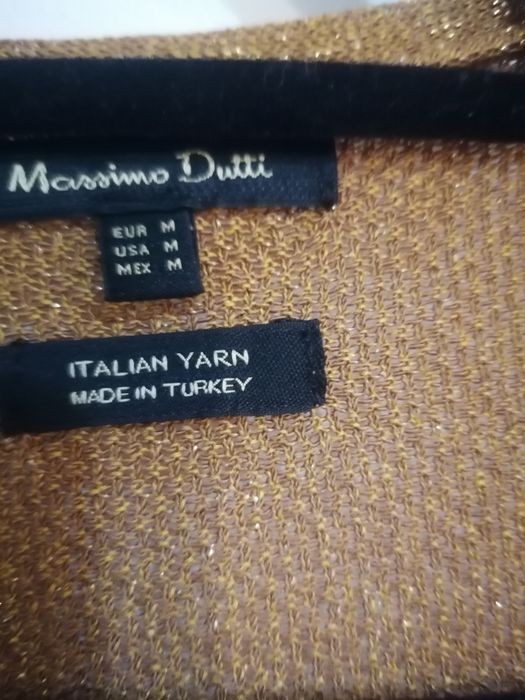 Massimo Dutti
EUR M
USA M
MEX M
ITALIAN YARN
MADE IN TURKEY